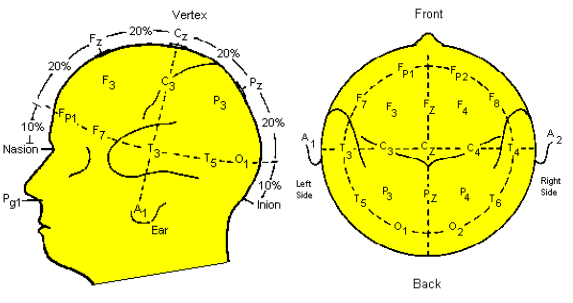 Vertex
20% Cz 20%
Fz
20%
F3
C3
Pz
P3
20%
Fp1
10%
F7
Nasion
T3
T5
O1
10%
Pg1
A1
Inion
Ear
Front
Fp1 Fp2
F7 F3 Fz F4 F8
A1 A2
T3 C3 Cz C4 T4
Left
Side
Right
Side
T5 P3 Pz P4 T6
O1 O2
Back